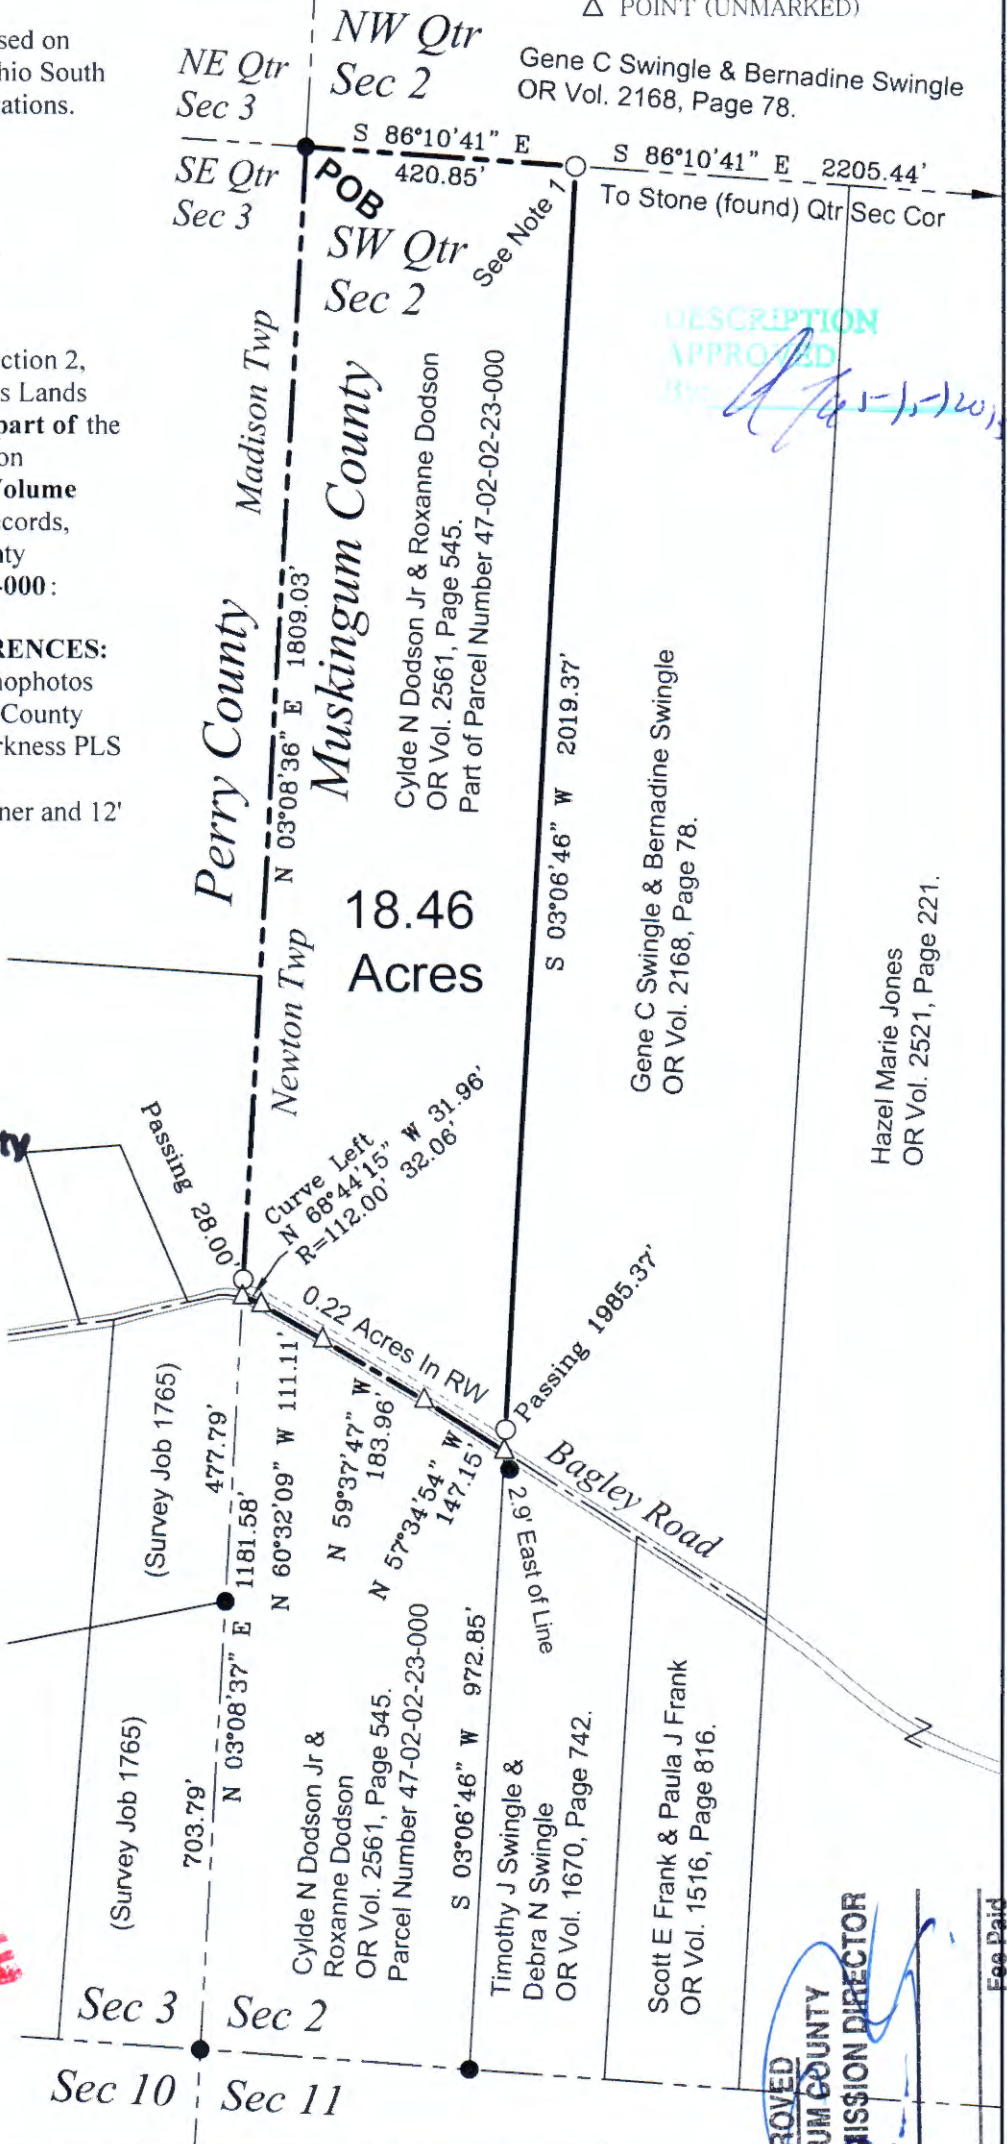 △ POINT (UNMARKED)
sed on
hio South
ations.
NE Qtr
Sec 3
NW Qtr
Sec 2
Gene C Swingle & Bernadine Swingle
OR Vol. 2168, Page 78.
S 86°10'41" E
420.85'
S 86°10'41" E 2205.44'
To Stone (found) Qtr Sec Cor
SE Qtr
Sec 3
POB
SW Qtr
Sec 2
See Note 1
DESCRIPTION
APPROVED
By:
ction 2,
s Lands
part of the
on
Volume
ecords,
nty
-000 :
RENCES:
hophotos
County
rkness PLS
ner and 12'
Madison Twp
Perry County
Muskingum County
N 03°08'36" E 1809.03'
Newton Twp
Cylde N Dodson Jr & Roxanne Dodson
OR Vol. 2561, Page 545.
Part of Parcel Number 47-02-02-23-000
18.46
Acres
S 03°06'46" W 2019.37'
Gene C Swingle & Bernadine Swingle
OR Vol. 2168, Page 78.
Hazel Marie Jones
OR Vol. 2521, Page 221.
ty
Passing 28.00'
Curve Left
N 68°44'15" W 31.96'
R=112.00' 32.06'
0.22 Acres In RW
Passing 1985.37'
Bagley Road
N 60°32'09" W 111.11'
N 59°37'47" W
183.96'
N 57°34'54" W
147.15'
2.9' East of Line
(Survey Job 1765)
477.79'
N 03°08'37" E 1181.58'
703.79'
(Survey Job 1765)
Cylde N Dodson Jr &
Roxanne Dodson
OR Vol. 2561, Page 545.
Parcel Number 47-02-02-23-000
S 03°06'46" W 972.85'
Timothy J Swingle &
Debra N Swingle
OR Vol. 1670, Page 742.
Scott E Frank & Paula J Frank
OR Vol. 1516, Page 816.
Sec 3
Sec 2
Sec 10
Sec 11
ROVED
UM COUNTY
MISSION DIRECTOR
Fee Paid